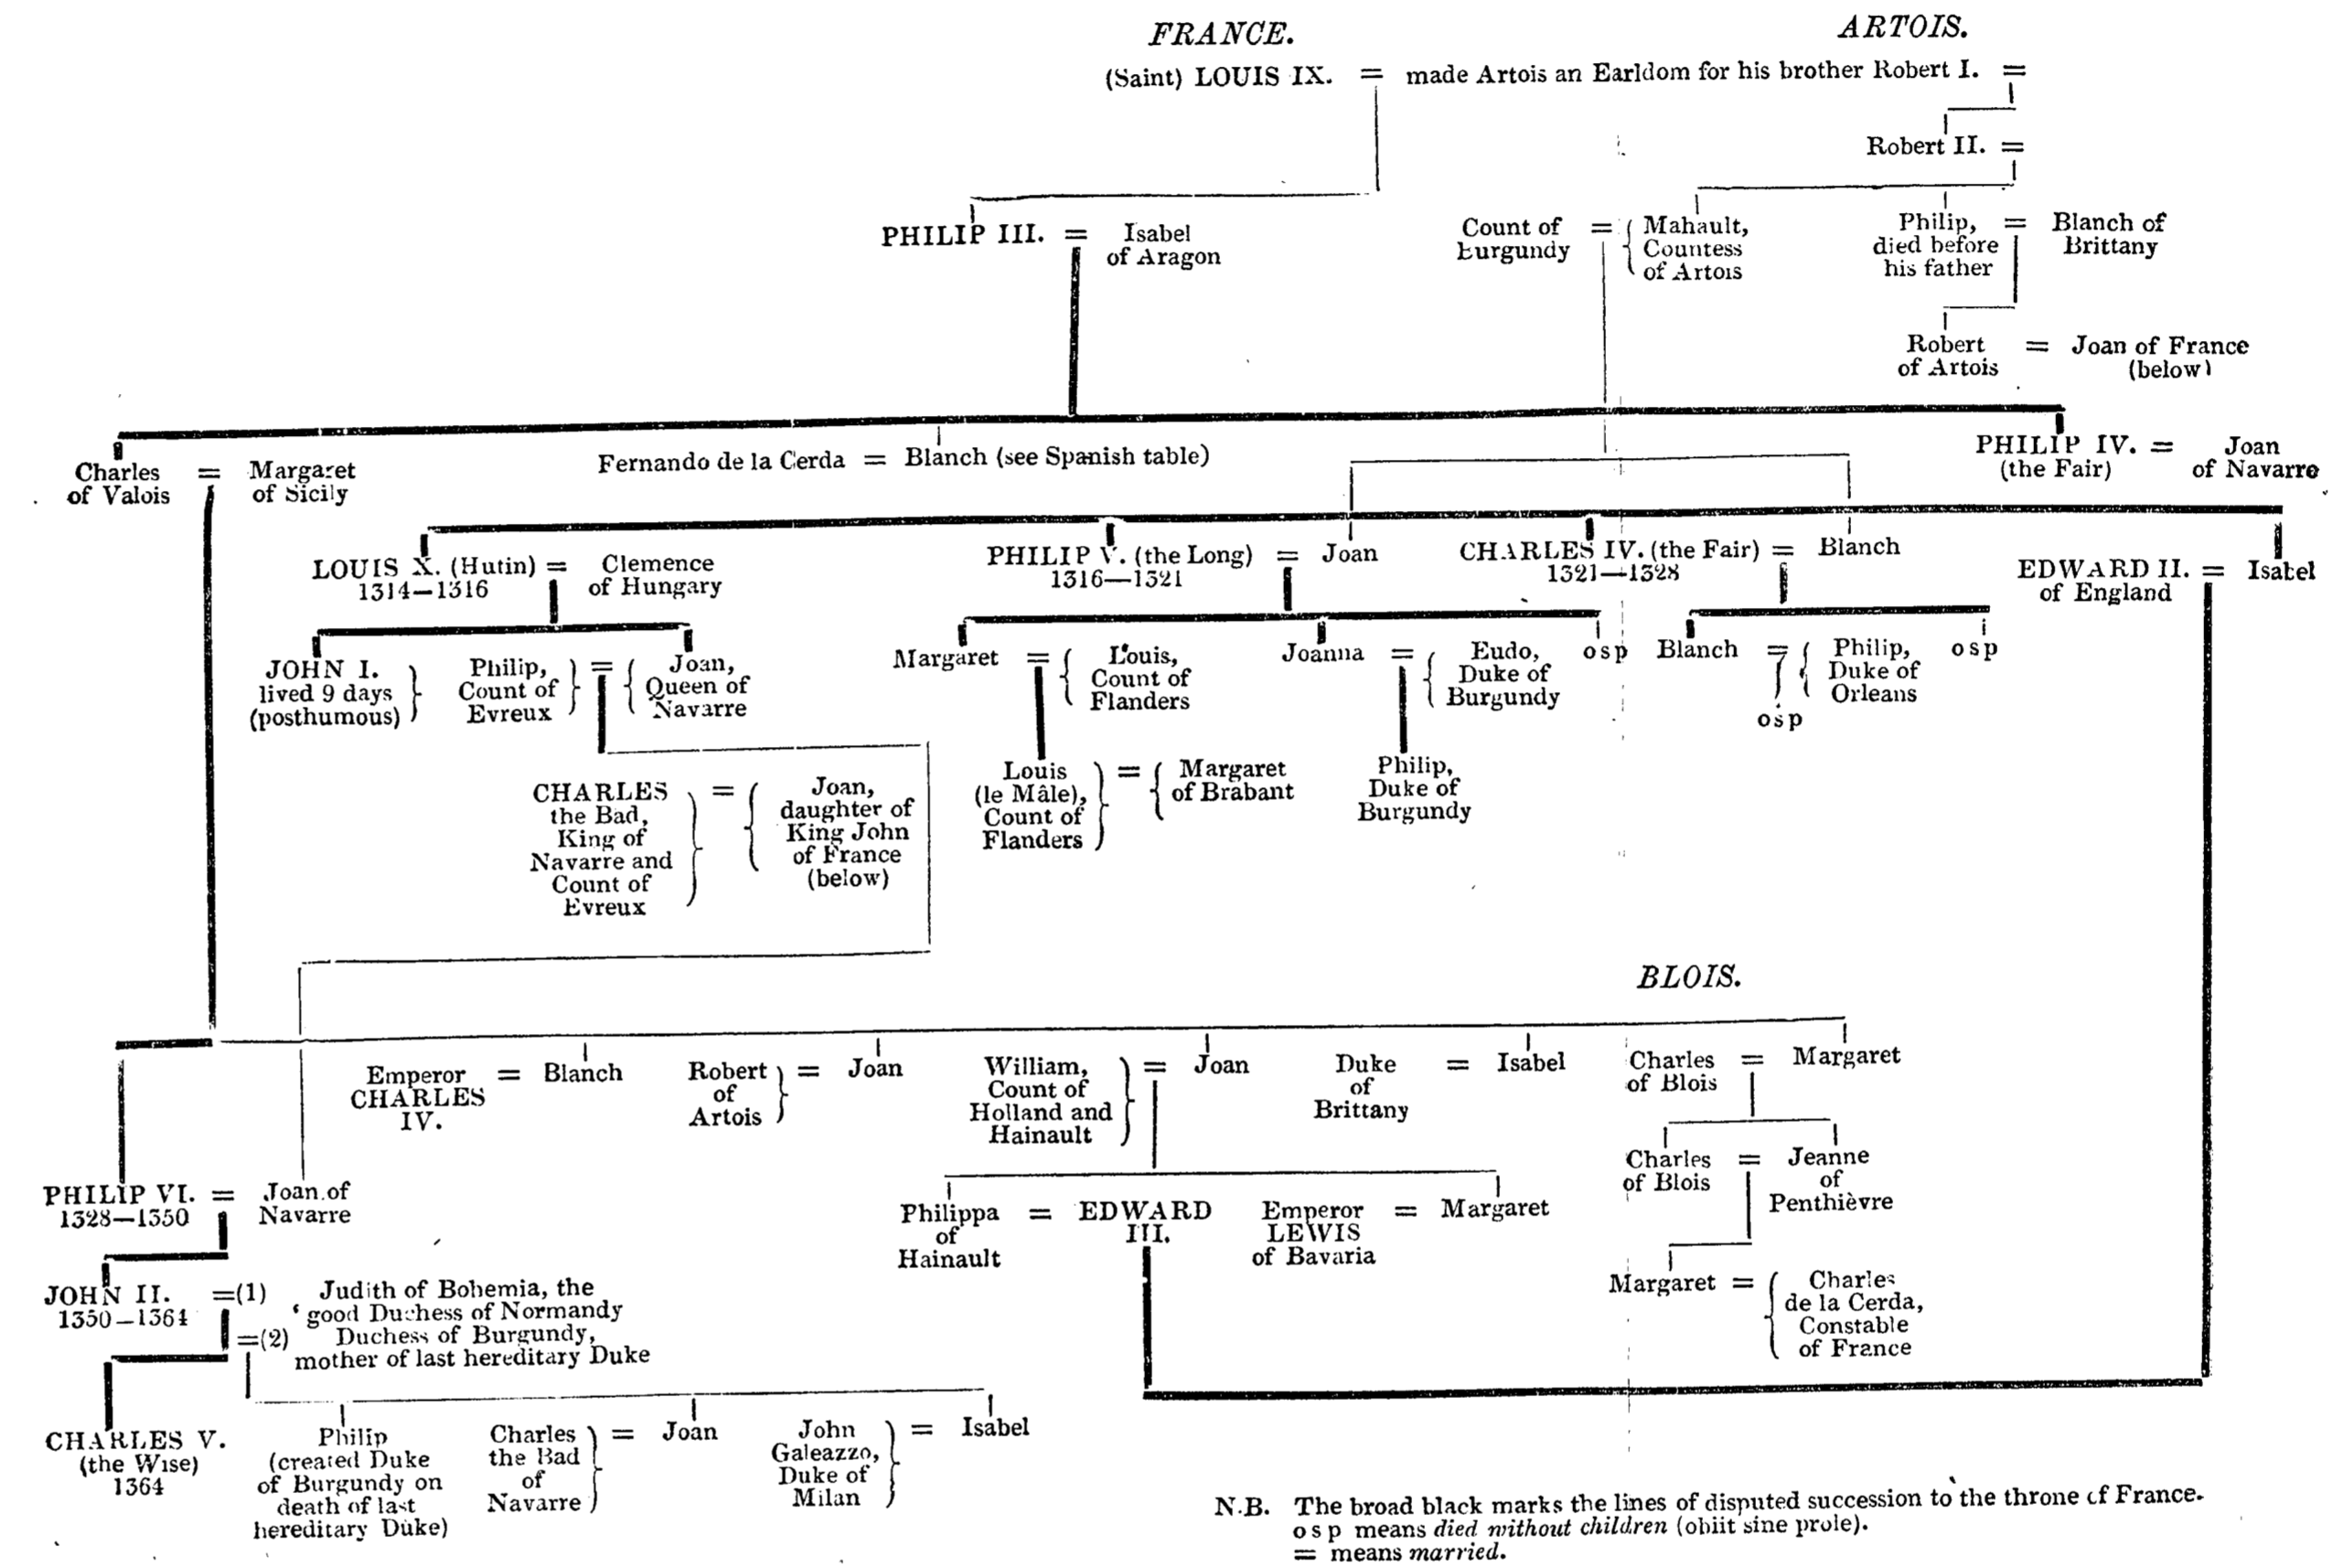 FRANCE.
ARTOIS.
(Saint) LOUIS IX. = made Artois an Earldom for his brother Robert I. =
Robert II. =
PHILIP III. = Isabel
of Aragon
Count of
Burgundy
=
Mahault,
Countess
of Artois
Philip,
died before
his father
=
Blanch of
Brittany
Robert
of Artois
=
Joan of France
(below)
Charles
of Valois
=
Margaret
of Sicily
Fernando de la Cerda = Blanch (see Spanish table)
PHILIP IV. =
(the Fair)
Joan
of Navarre
LOUIS X. (Hutin) =
1314—1316
Clemence
of Hungary
PHILIP V. (the Long) = Joan
1316—1321
CHARLES IV. (the Fair) = Blanch
1321—1328
EDWARD II. = Isabel
of England
JOHN I.
lived 9 days
(posthumous)
Philip,
Count of
Evreux
=
Joan,
Queen of
Navarre
Margaret =
Louis,
Count of
Flanders
Joanna =
Eudo,
Duke of
Burgundy
o s p
Blanch =
Philip,
Duke of
Orleans
o s p
o s p
CHARLES
the Bad,
King of
Navarre and
Count of
Evreux
=
Joan,
daughter of
King John
of France
(below)
Louis
(le Mâle),
Count of
Flanders
=
Margaret
of Brabant
Philip,
Duke of
Burgundy
BLOIS.
Emperor
CHARLES
IV.
= Blanch
Robert
of
Artois
= Joan
William,
Count of
Holland and
Hainault
= Joan
Duke
of
Brittany
= Isabel
Charles
of Blois
= Margaret
PHILIP VI. =
1328—1350
Joan of
Navarre
Philippa
of
Hainault
=
EDWARD
III.
Emperor
LEWIS
of Bavaria
= Margaret
Charles
of Blois
=
Jeanne
of
Penthièvre
JOHN II.
1350—1364
=(1) Judith of Bohemia, the
good Duchess of Normandy
=(2) Duchess of Burgundy,
mother of last hereditary Duke
Margaret =
Charles
de la Cerda,
Constable
of France
CHARLES V.
(the Wise)
1364
Philip
(created Duke
of Burgundy on
death of last
hereditary Duke)
Charles
the Bad
of
Navarre
= Joan
John
Galeazzo,
Duke of
Milan
= Isabel
N.B. The broad black marks the lines of disputed succession to the throne of France.
o s p means died without children (obiit sine prole).
= means married.